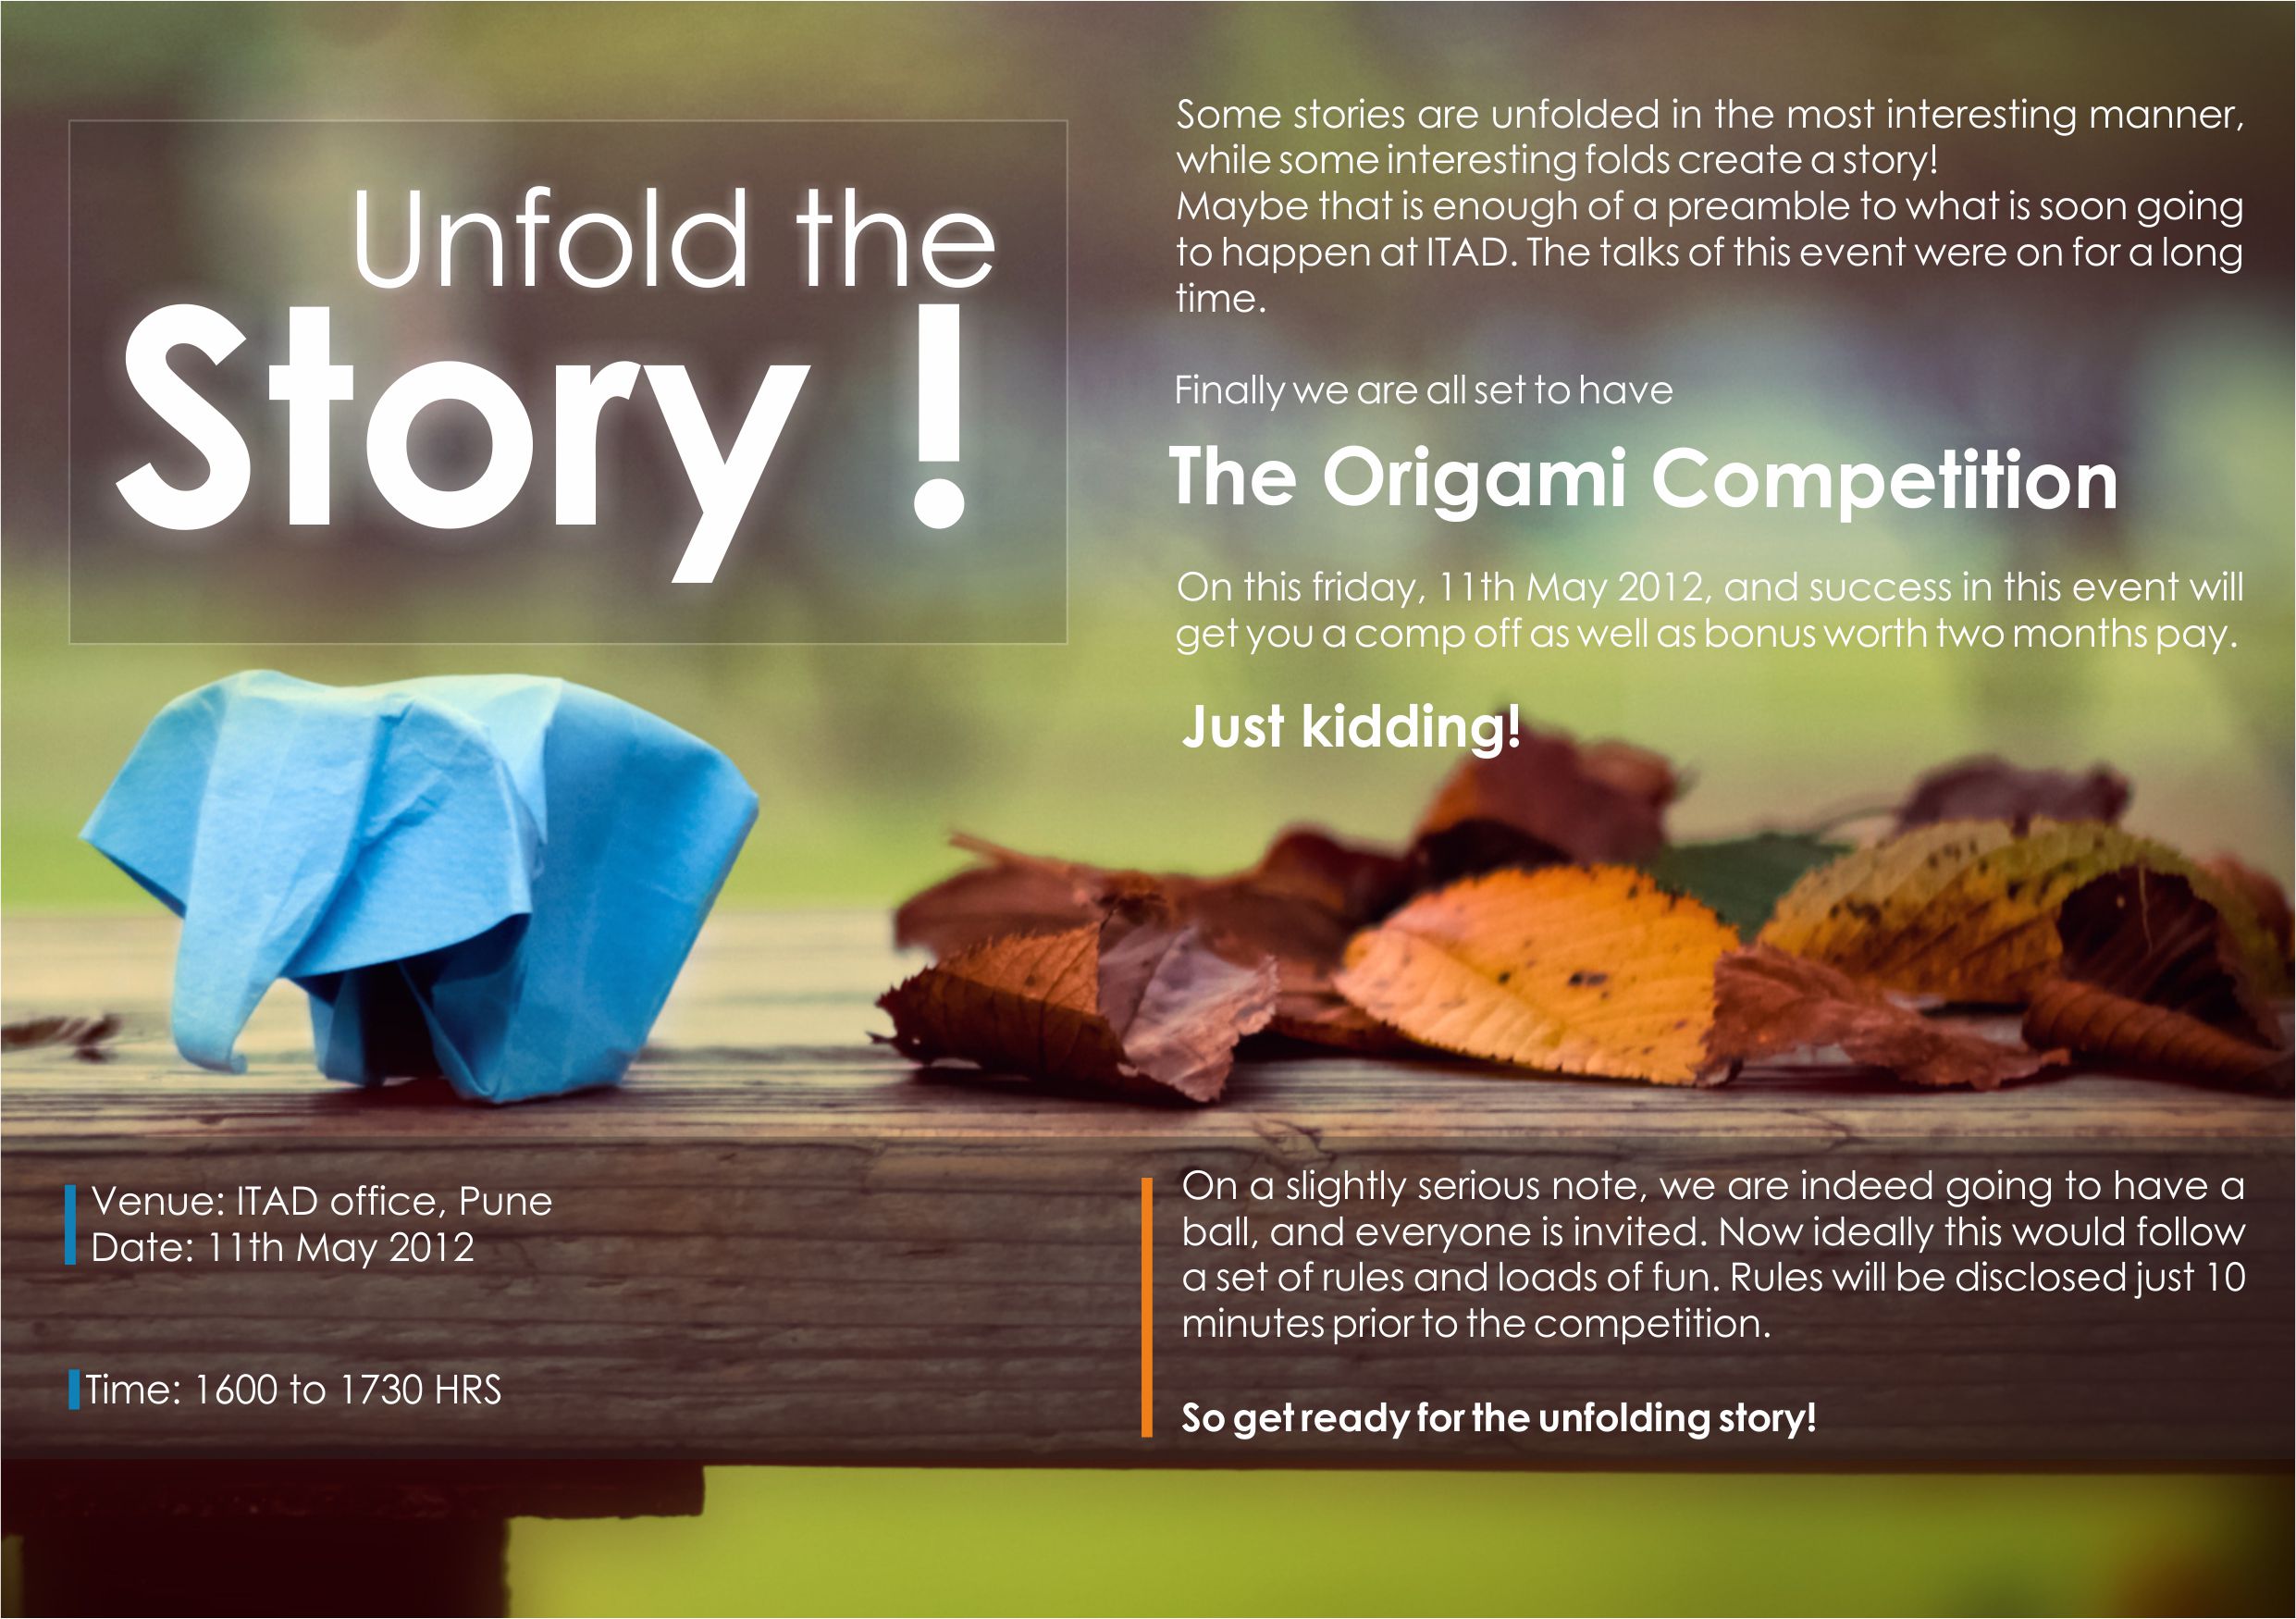 Unfold the
Story !
Some stories are unfolded in the most interesting manner,
while some interesting folds create a story!
Maybe that is enough of a preamble to what is soon going
to happen at ITAD. The talks of this event were on for a long
time.
Finally we are all set to have
The Origami Competition
On this friday, 11th May 2012, and success in this event will
get you a comp off as well as bonus worth two months pay.
Just kidding!
Venue: ITAD office, Pune
Date: 11th May 2012
Time: 1600 to 1730 HRS
On a slightly serious note, we are indeed going to have a
ball, and everyone is invited. Now ideally this would follow
a set of rules and loads of fun. Rules will be disclosed just 10
minutes prior to the competition.
So get ready for the unfolding story!